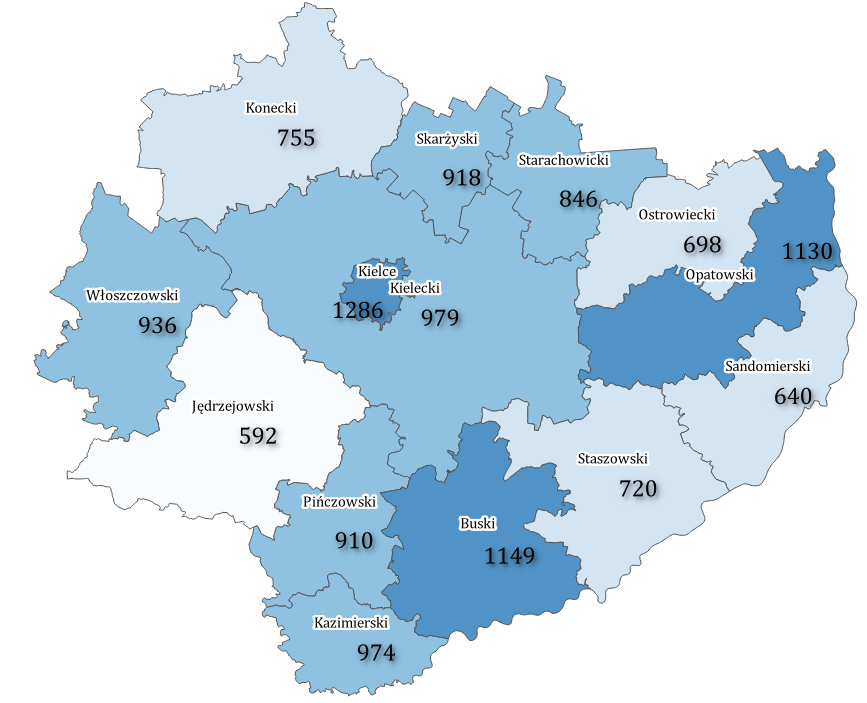 Konecki
755
Skarżyski
918
Starachowicki
846
Ostrowiecki
698
1130
Opatowski
Kielce
Kielecki
1286
979
Włoszczowski
936
Sandomierski
640
Jędrzejowski
592
Staszowski
720
Pińczowski
910
Buski
1149
Kazimierski
974